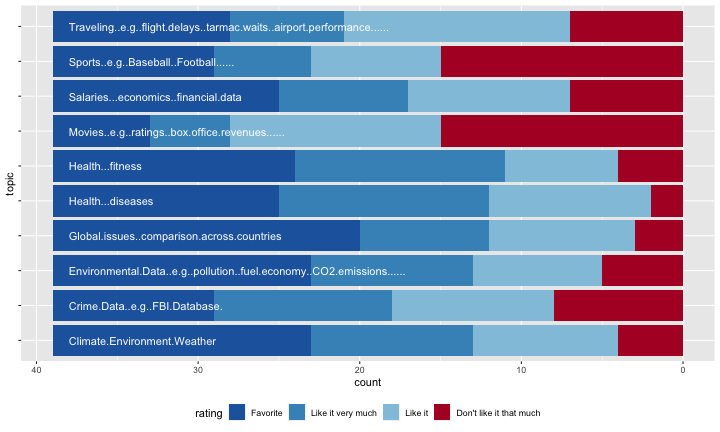 Traveling..e.g..flight.delays..tarmac.waits..airport.performance......
Sports..e.g..Baseball..Football......
Salaries...economics..financial.data
Movies..e.g..ratings..box.office.revenues......
Health...fitness
Health...diseases
Global.issues..comparison.across.countries
Environmental.Data..e.g..pollution..fuel.economy..CO2.emissions......
Crime.Data..e.g..FBI.Database.
Climate.Environment.Weather
topic
40 30 20 10 0
count
rating Favorite Like it very much Like it Don't like it that much